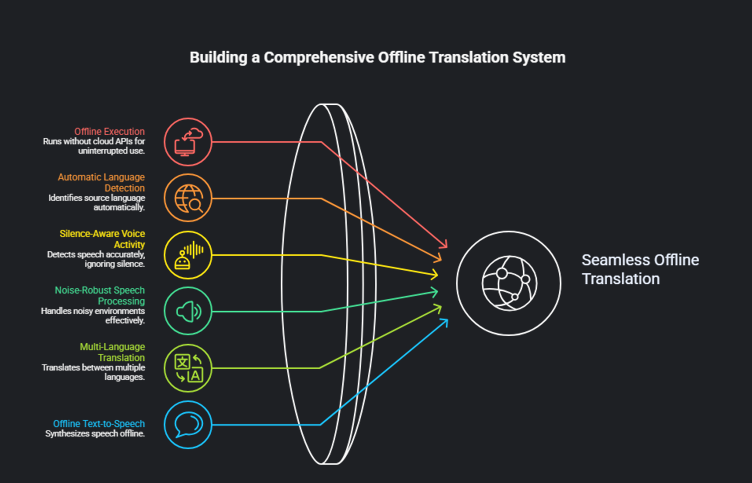 Building a Comprehensive Offline Translation System
Offline Execution
Runs without cloud APIs for
uninterrupted use.
Automatic Language
Detection
Identifies source language
automatically.
Silence-Aware Voice
Activity
Detects speech accurately,
ignoring silence.
Noise-Robust Speech
Processing
Handles noisy environments
effectively.
Multi-Language
Translation
Translates between multiple
languages.
文
A
Offline Text-to-Speech
Synthesizes speech offline.
Seamless Offline
Translation